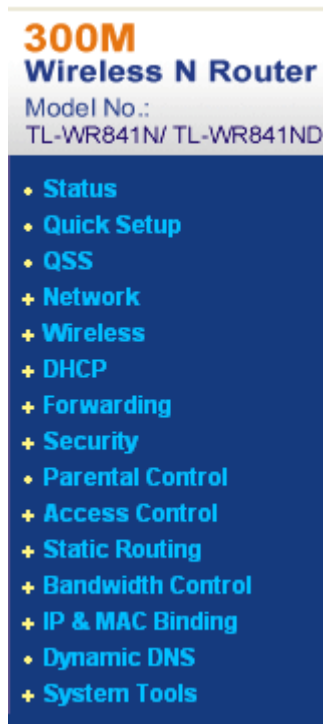 300M
Wireless N Router
Model No.:
TL-WR841N/ TL-WR841ND
Status
Quick Setup
QSS
Network
Wireless
DHCP
Forwarding
Security
Parental Control
Access Control
Static Routing
Bandwidth Control
IP & MAC Binding
Dynamic DNS
System Tools